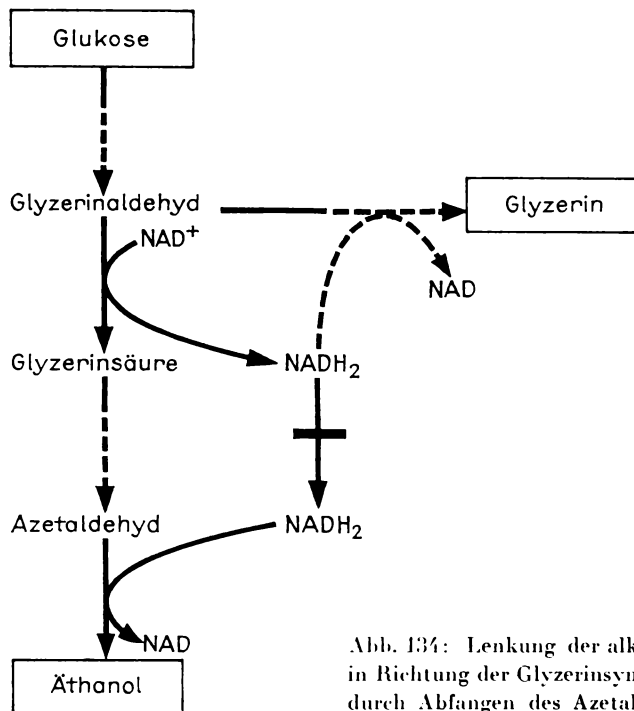 Glukose
Glyzerinaldehyd
Glyzerin
NAD⁺
NAD
Glyzerinsäure
NADH₂
Azetaldehyd
NADH₂
NAD
Äthanol
Abb. 134: Lenkung der alk
in Richtung der Glyzerinsyn
durch Abfangen des Azetal